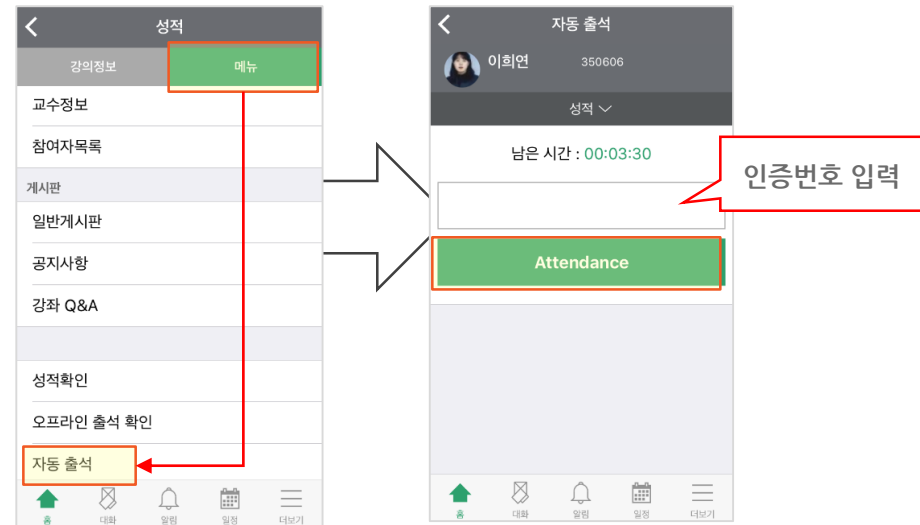 성적
강의정보
메뉴
교수정보
참여자목록
게시판
일반게시판
공지사항
강좌 Q&A
성적확인
오프라인 출석 확인
자동 출석
홈
대화
알림
일정
더보기
자동 출석
이희연 350606
성적
남은 시간 : 00:03:30
인증번호 입력
Attendance
홈
대화
알림
일정
더보기